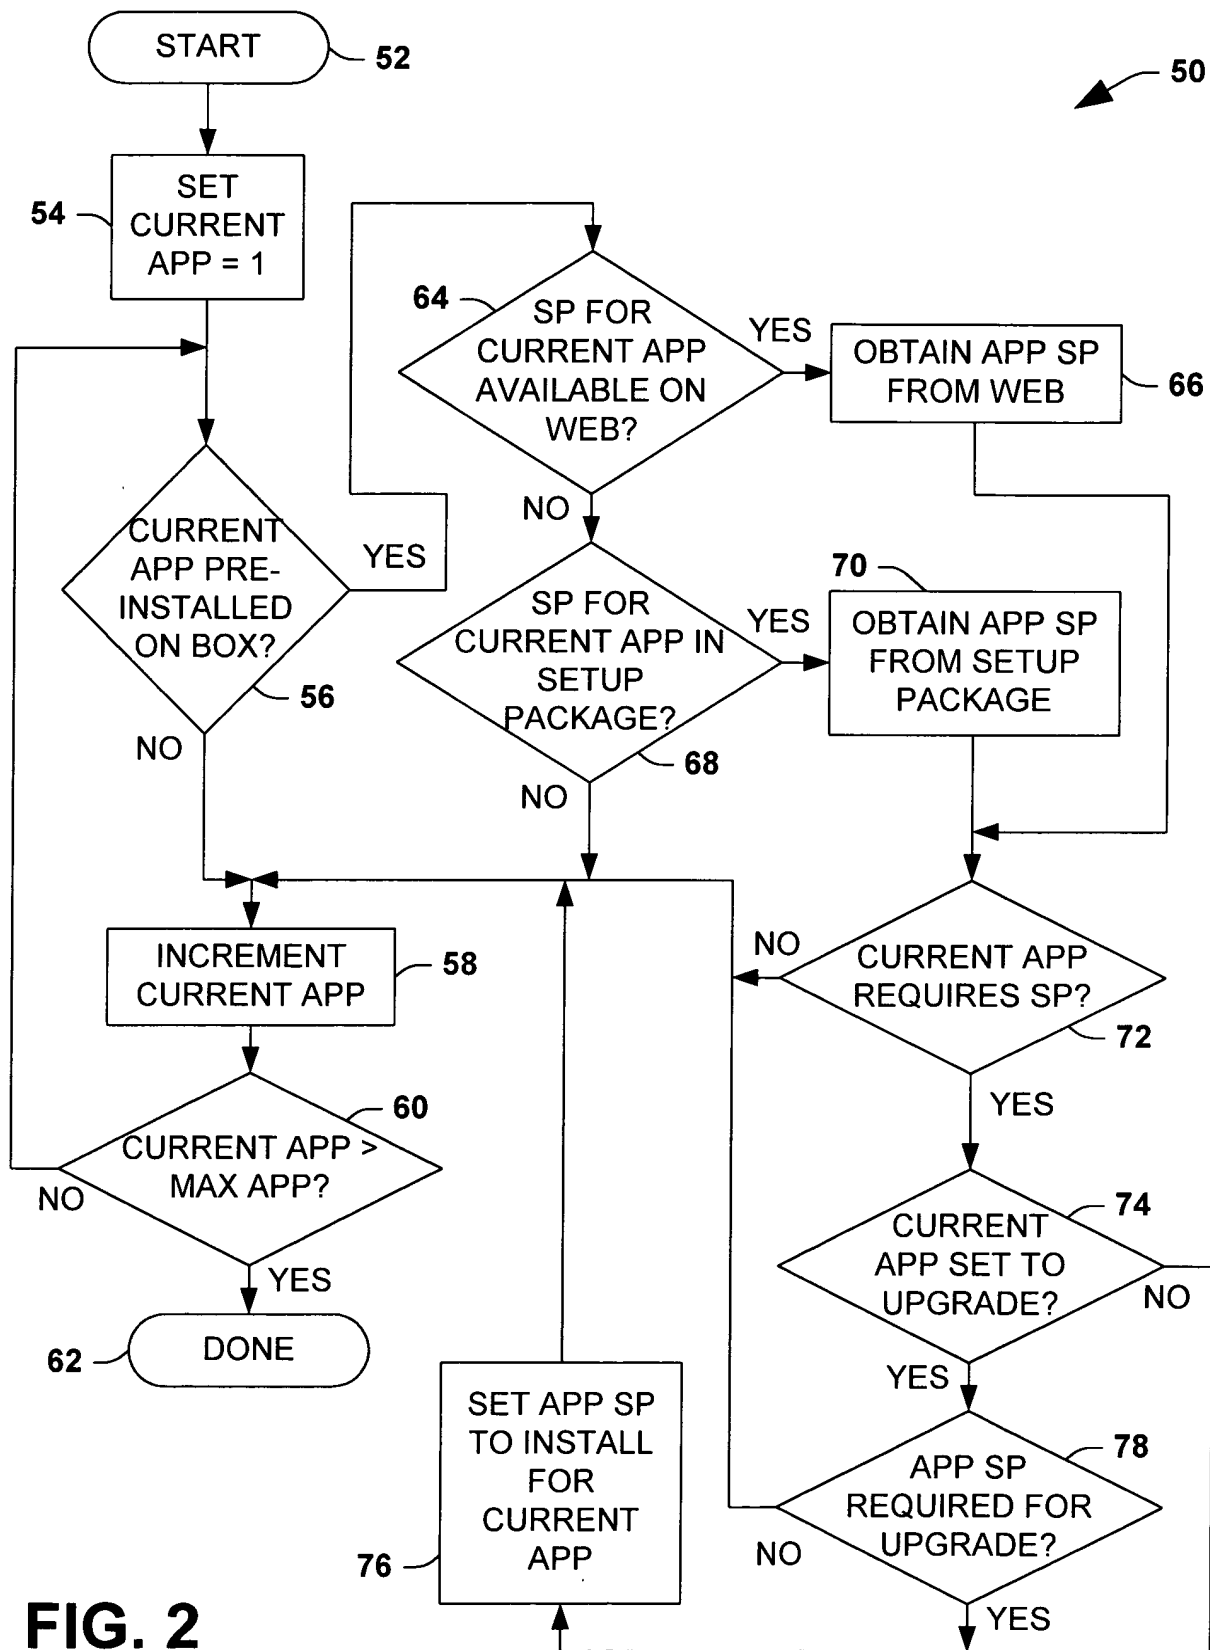 START
52
50
SET
CURRENT
APP = 1
54
64
SP FOR
CURRENT APP
AVAILABLE ON
WEB?
YES
OBTAIN APP SP
FROM WEB
66
NO
CURRENT
APP PRE-
INSTALLED
ON BOX?
YES
56
NO
SP FOR
CURRENT APP IN
SETUP
PACKAGE?
YES
68
NO
70
OBTAIN APP SP
FROM SETUP
PACKAGE
INCREMENT
CURRENT APP
58
NO
CURRENT APP
REQUIRES SP?
72
YES
60
CURRENT APP >
MAX APP?
NO
YES
DONE
62
74
CURRENT
APP SET TO
UPGRADE?
NO
YES
SET APP SP
TO INSTALL
FOR
CURRENT
APP
76
78
APP SP
REQUIRED FOR
UPGRADE?
NO
YES
FIG. 2